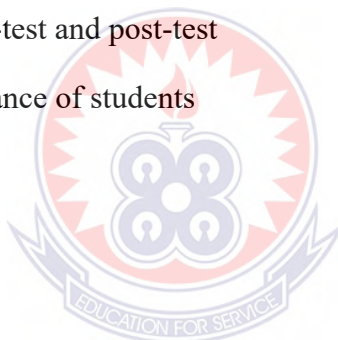 -test and post-test
ance of students
EDUCATION FOR SERVICE